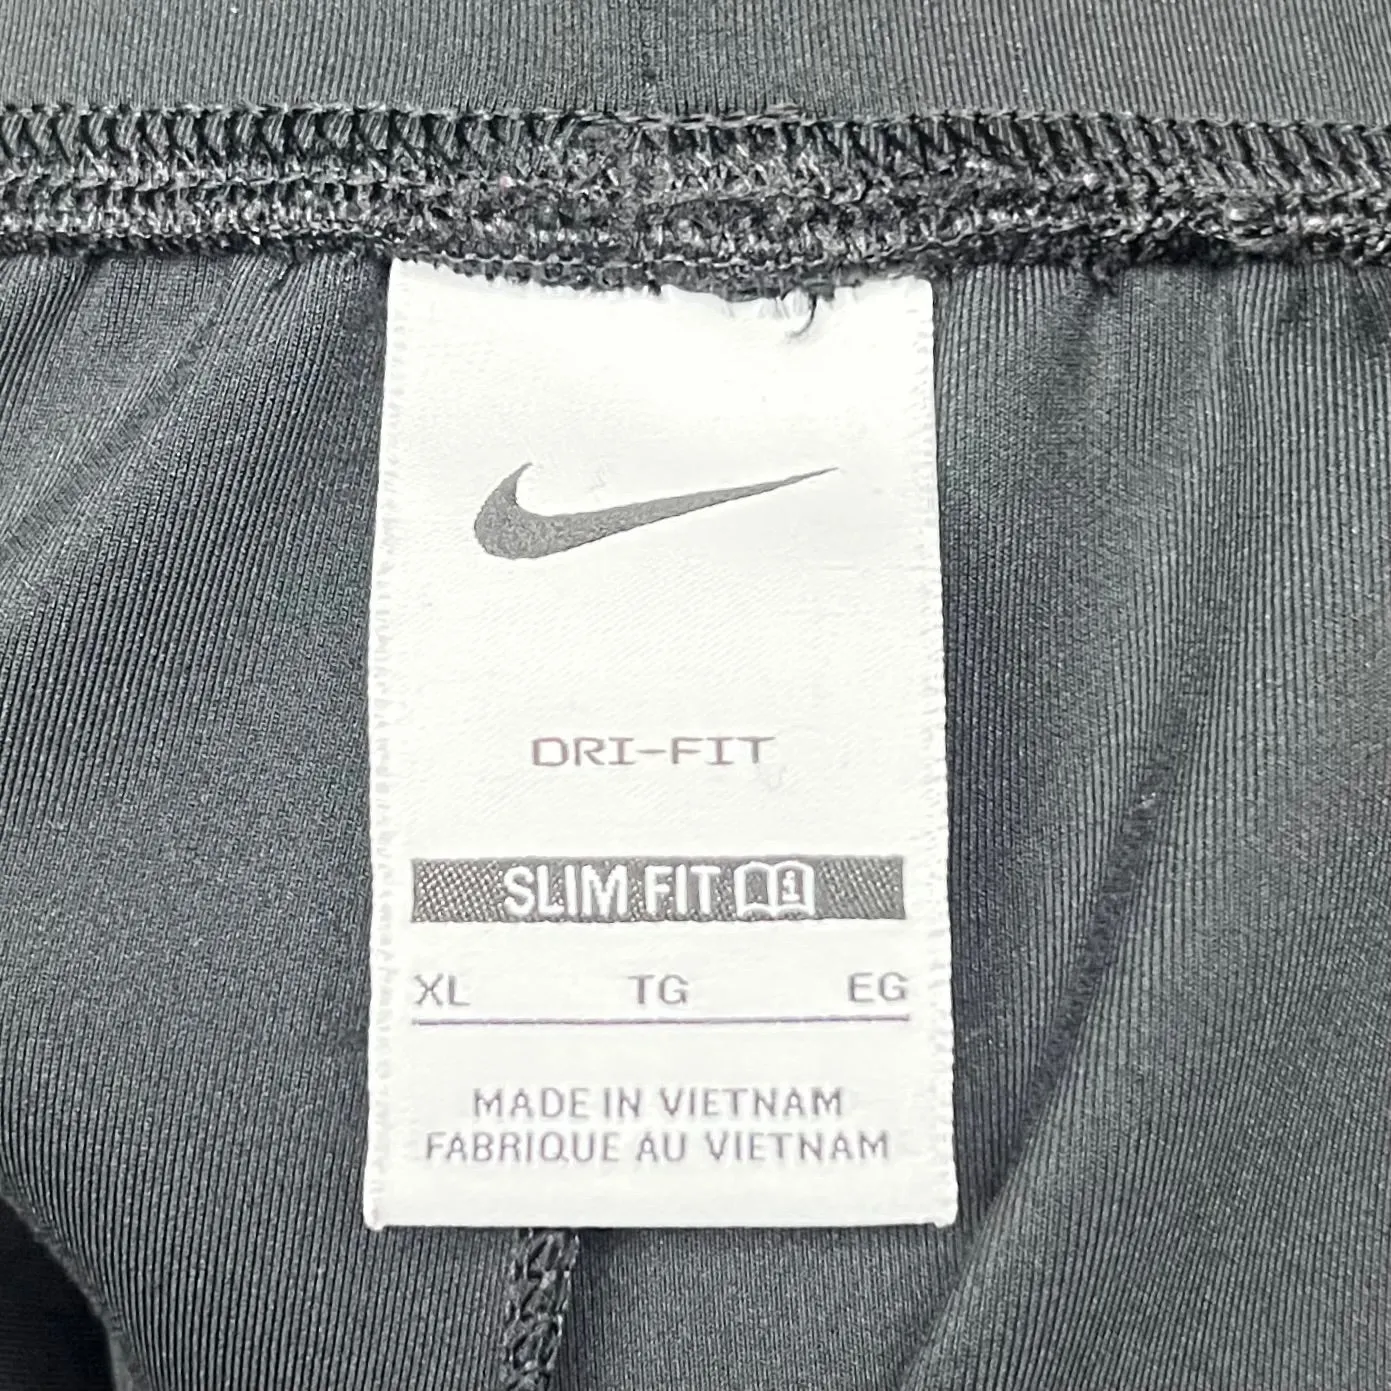 DRI-FIT
SLIM FIT i
XL TG EG
MADE IN VIETNAM
FABRIQUE AU VIETNAM